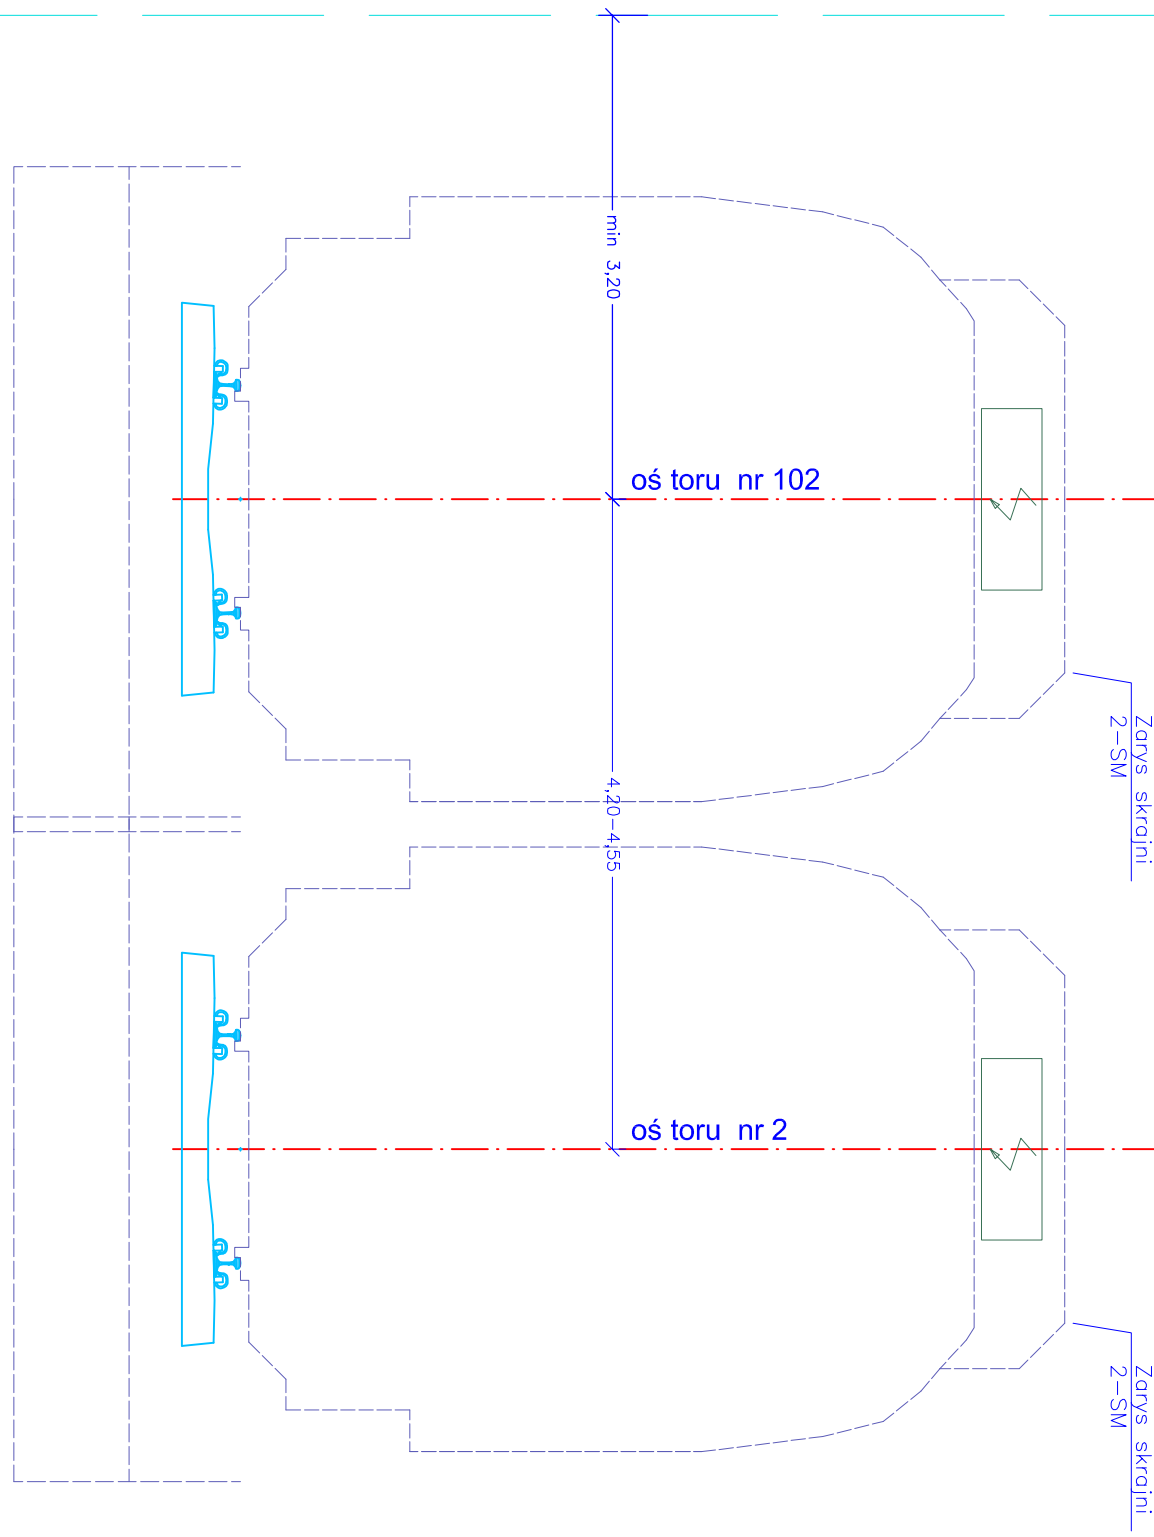 min 3,20
oś toru nr 102
Zarys skrajni
2-SM
4,20-4,55
oś toru nr 2
Zarys skrajni
2-SM